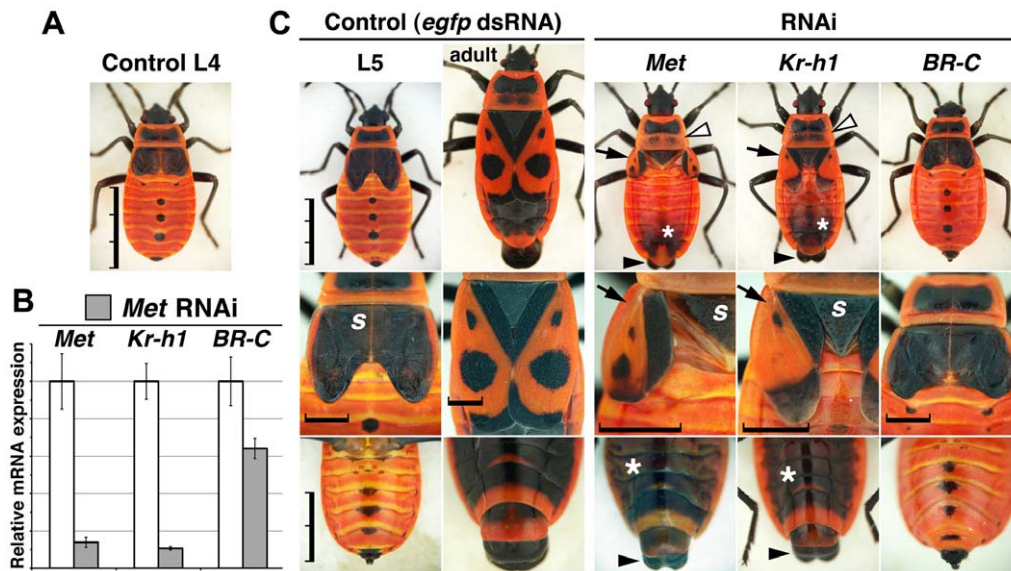 A
Control L4
B
Met RNAi
Met Kr-h1 BR-C
Relative mRNA expression
C
Control (egfp dsRNA)
L5
adult
RNAi
Met Kr-h1 BR-C
*
*
S
S
S
*
*